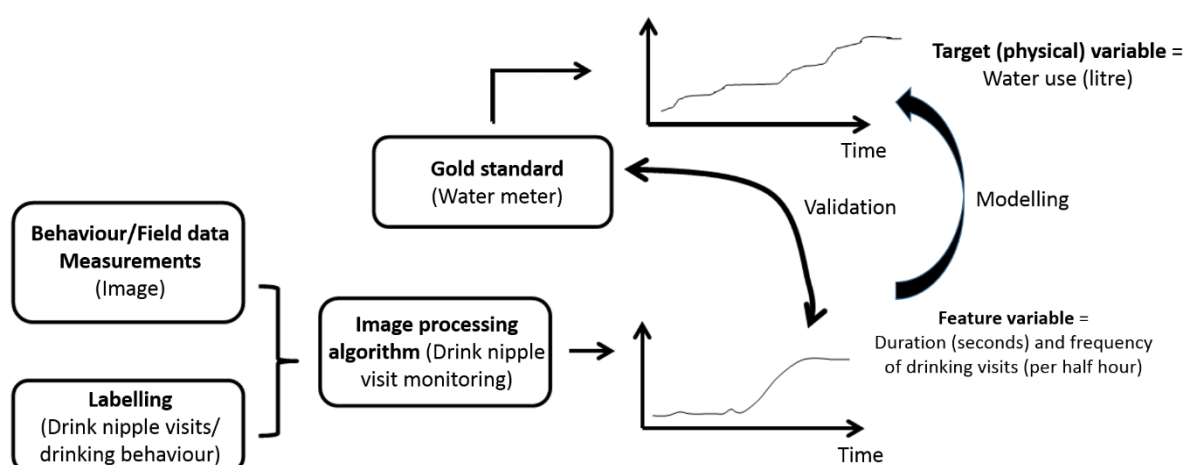 Target (physical) variable =
Water use (litre)
Time
Gold standard
(Water meter)
Validation
Modelling
Behaviour/Field data
Measurements
(Image)
Image processing
algorithm (Drink nipple
visit monitoring)
Feature variable =
Duration (seconds) and frequency
of drinking visits (per half hour)
Labelling
(Drink nipple visits/
drinking behaviour)
Time